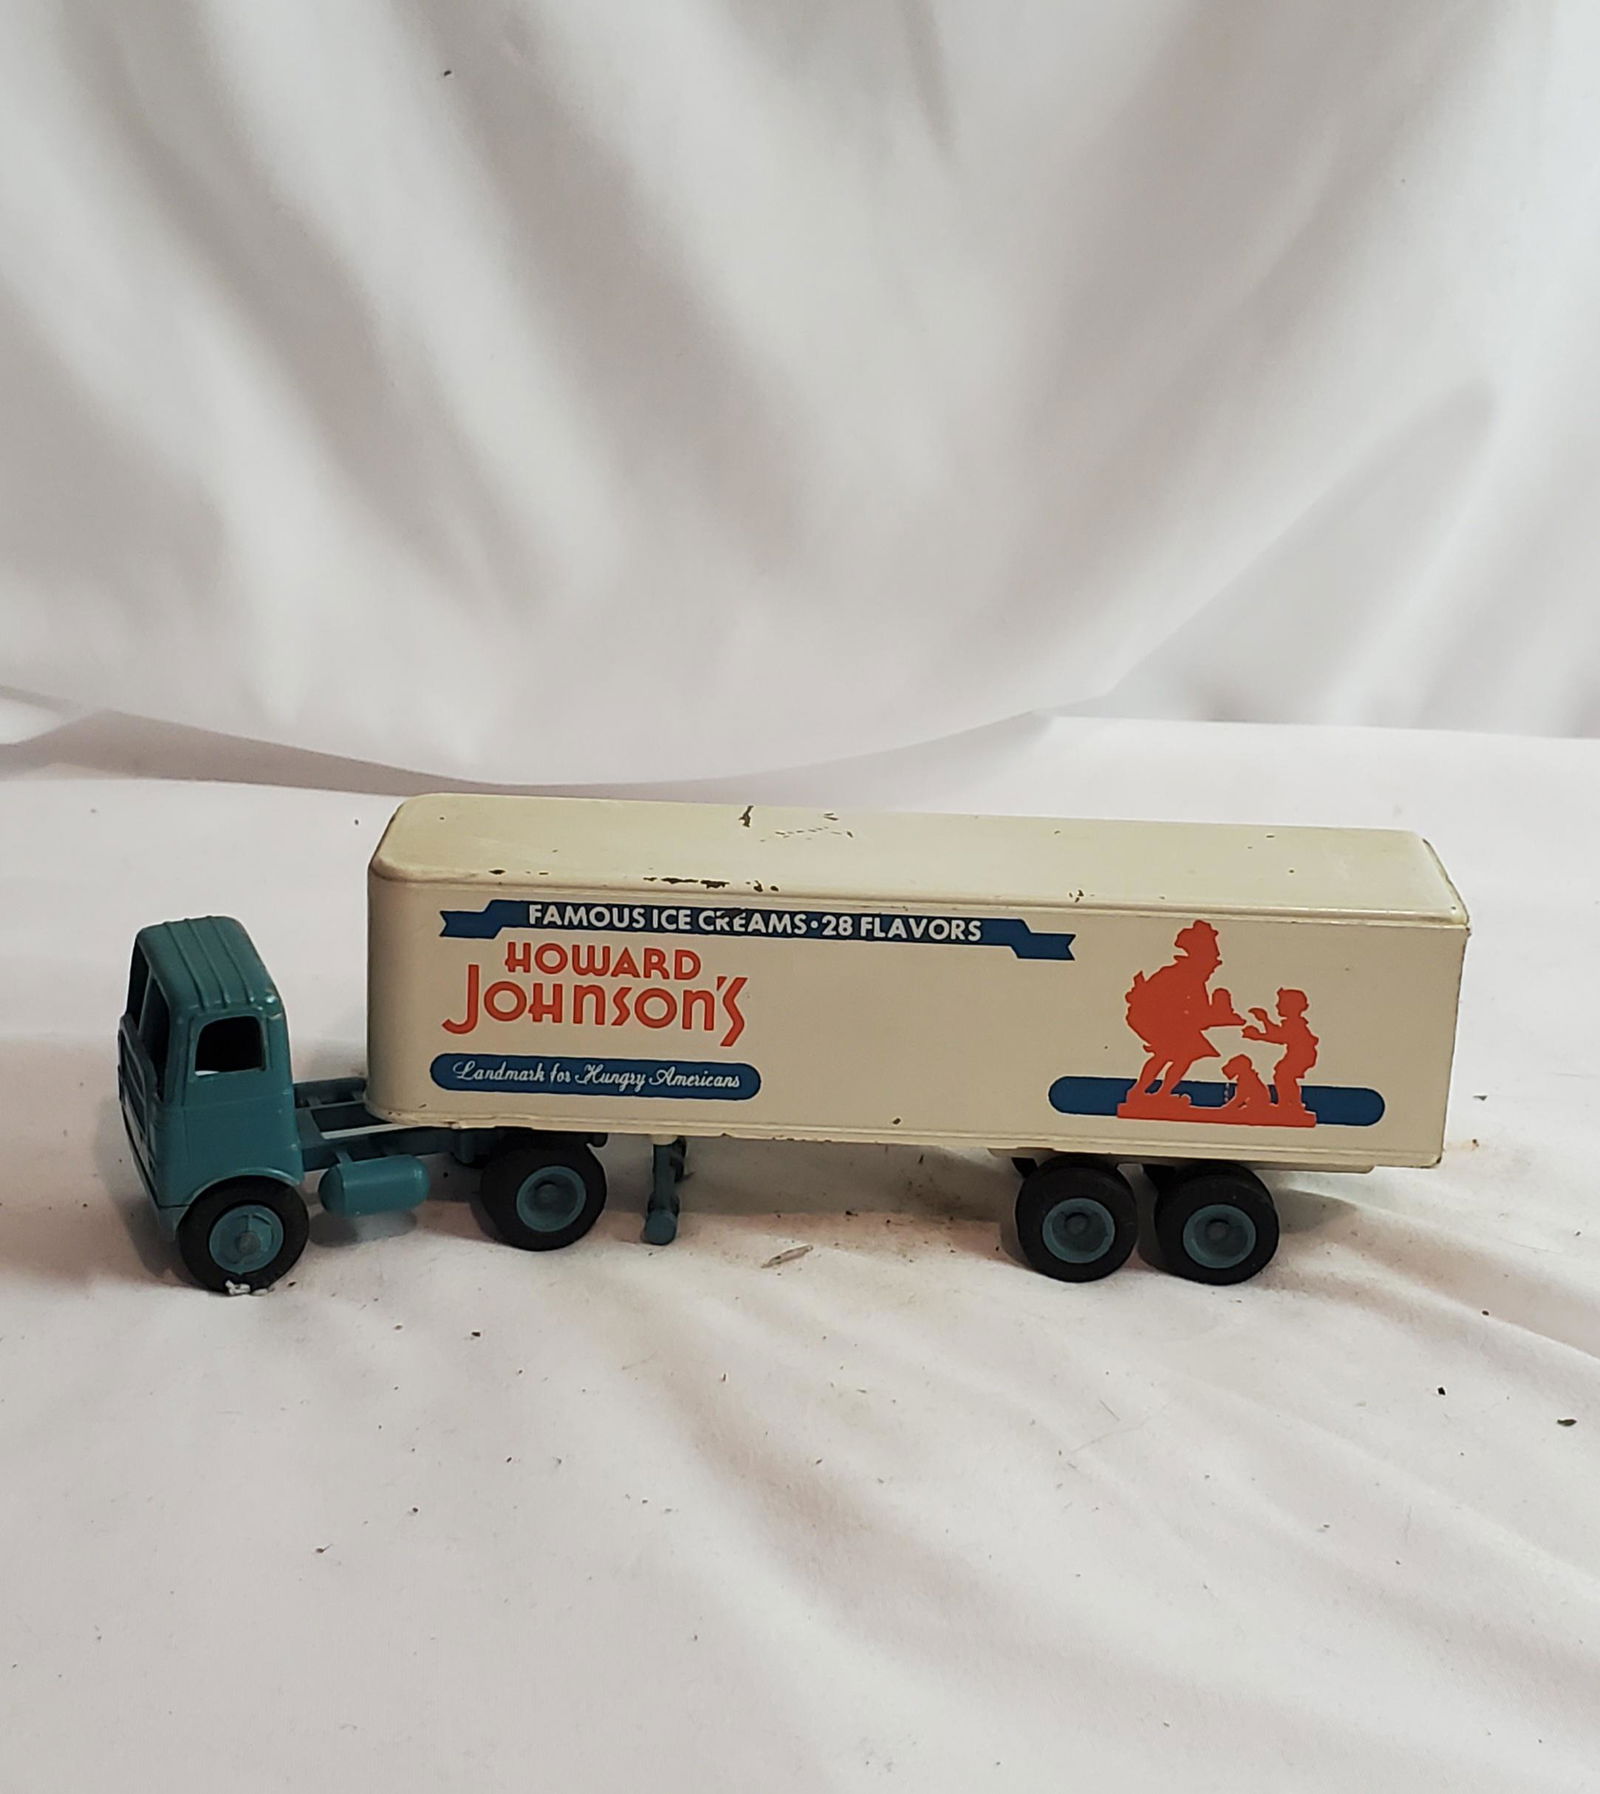 FAMOUS ICE CREAMS•28 FLAVORS
HOWARD
JOHNSON'S
Landmark for Hungry Americans